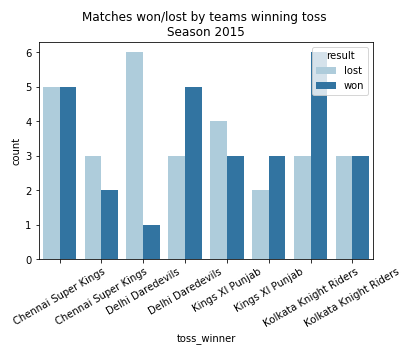 Matches won/lost by teams winning toss
Season 2015
result
lost
won
count
6
5
4
3
2
1
0
Chennai Super Kings
Chennai Super Kings
Delhi Daredevils
Delhi Daredevils
Kings XI Punjab
Kings XI Punjab
Kolkata Knight Riders
Kolkata Knight Riders
toss_winner